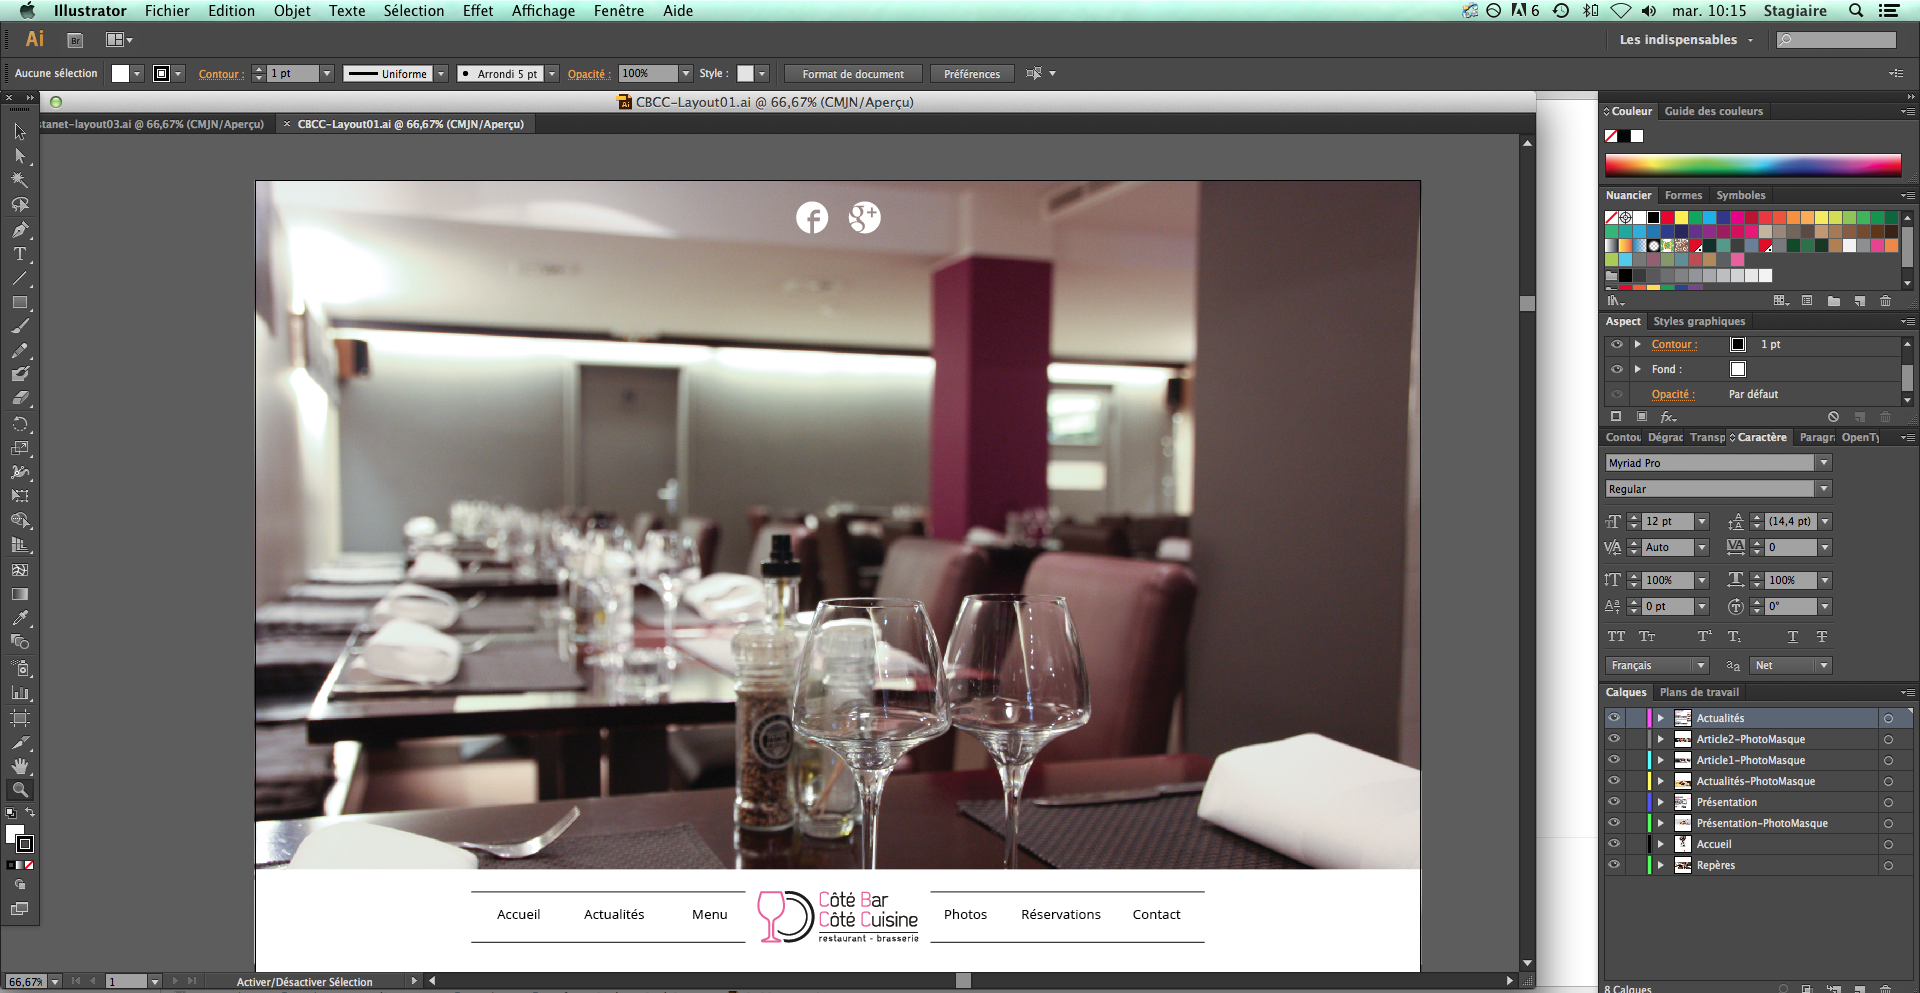 Illustrator Fichier Edition Objet Texte Sélection Effet Affichage Fenêtre Aide 6 mar. 10:15 Stagiaire
Ai Br Les indispensables
Aucune sélection Contour : 1 pt Uniforme Arrondi 5 pt Opacité : 100% Style : Format de document Préférences
CBCC-Layout01.ai @ 66,67% (CMJN/Aperçu)
tanet-layout03.ai @ 66,67% (CMJN/Aperçu) × CBCC-Layout01.ai @ 66,67% (CMJN/Aperçu)
Couleur Guide des couleurs
Nuancier Formes Symboles
Aspect Styles graphiques
Contour : 1 pt
Fond :
Opacité : Par défaut
fx
Contou Dégrad Transp Caractère Paragr OpenTy
Myriad Pro
Regular
12 pt (14,4 pt)
Auto 0
100% 100%
0 pt 0°
Français Net
Calques Plans de travail
Actualités
Article2-PhotoMasque
Article1-PhotoMasque
Actualités-PhotoMasque
Présentation
Présentation-PhotoMasque
Accueil
Repères
8 Calques
f g+
Accueil Actualités Menu
Côté Bar
Côté Cuisine
restaurant - brasserie
Photos Réservations Contact
66,67% 1 Activer/Désactiver Sélection